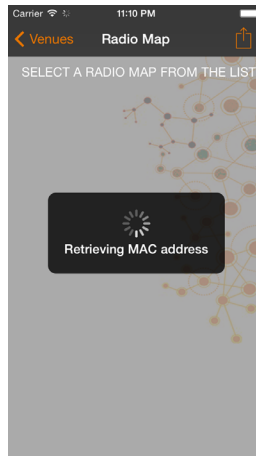 Carrier 11:10 PM
Venues Radio Map
SELECT A RADIO MAP FROM THE LIST
Retrieving MAC address